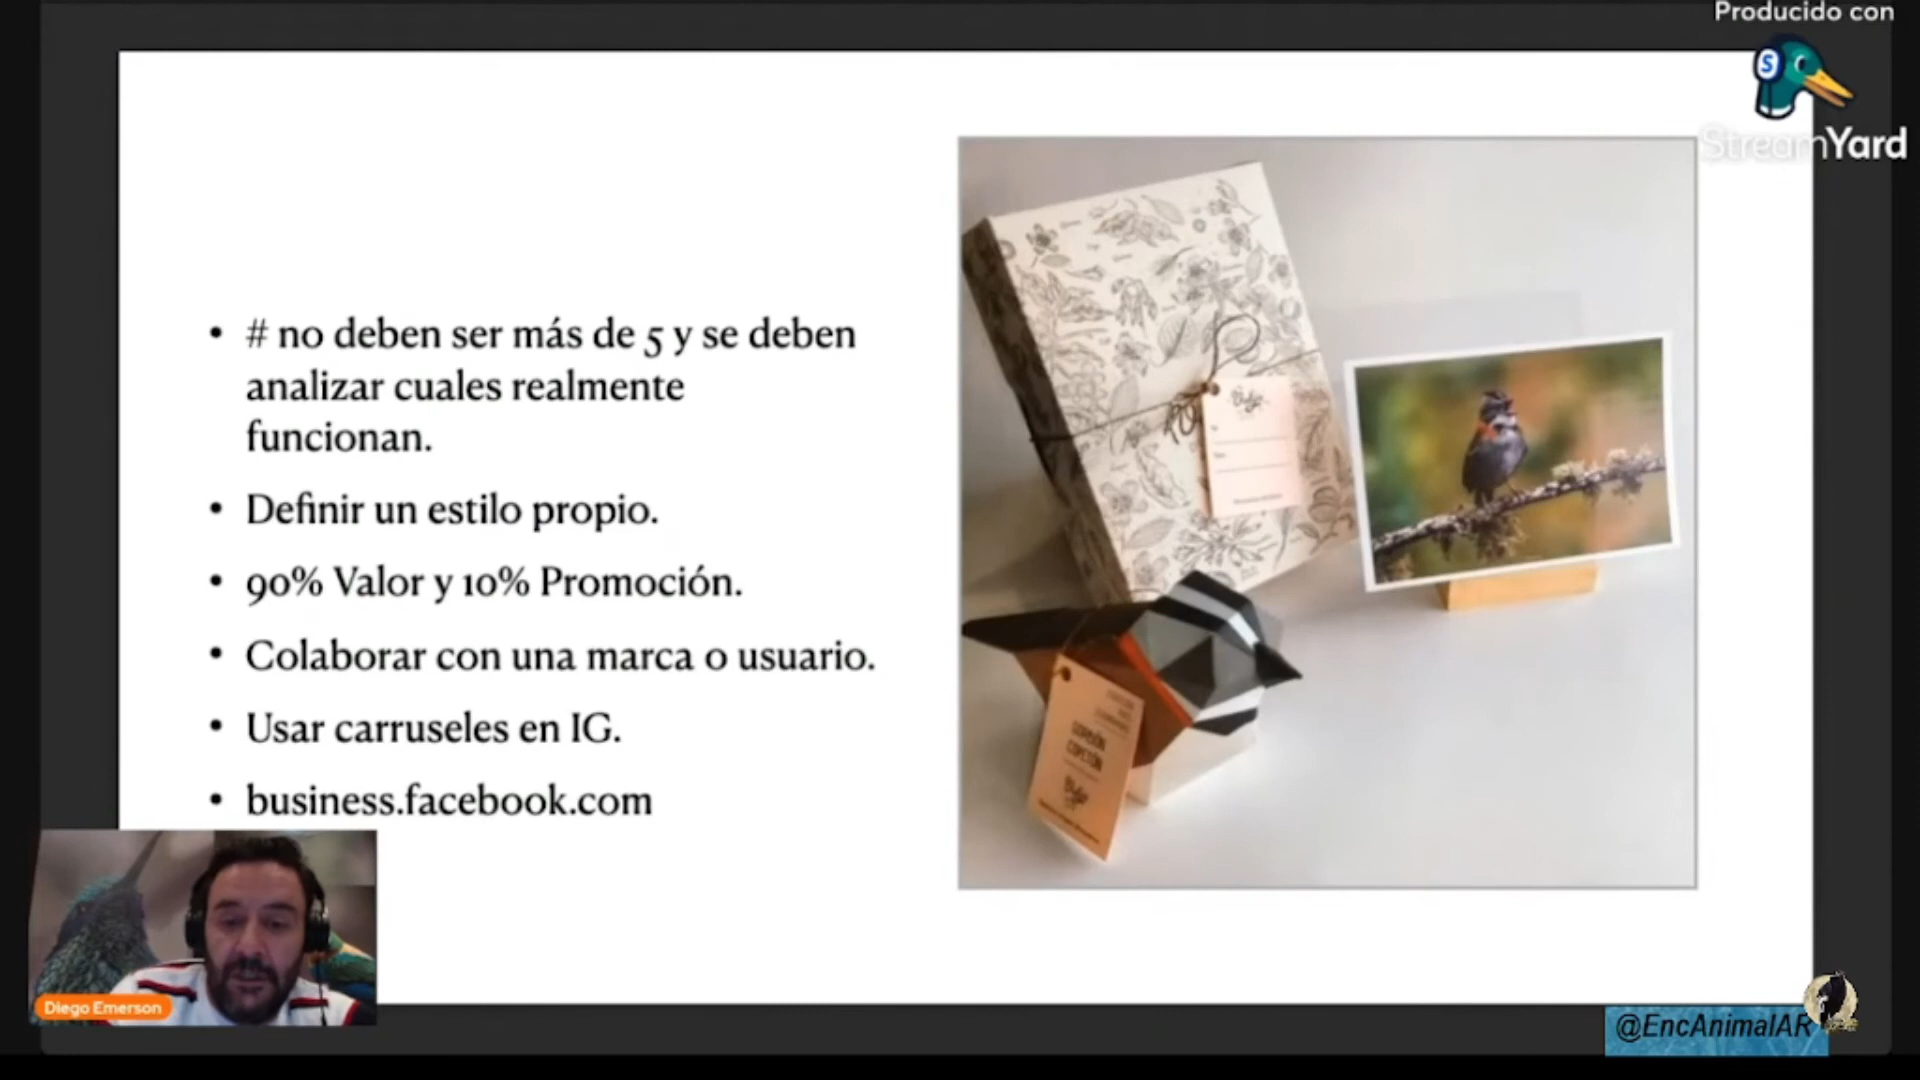 Producido con
StreamYard
# no deben ser más de 5 y se deben
analizar cuales realmente
funcionan.
Definir un estilo propio.
90% Valor y 10% Promoción.
Colaborar con una marca o usuario.
Usar carruseles en IG.
business.facebook.com
GORRIÓN
COPETÓN
Diego Emerson
@EncAnimalAR